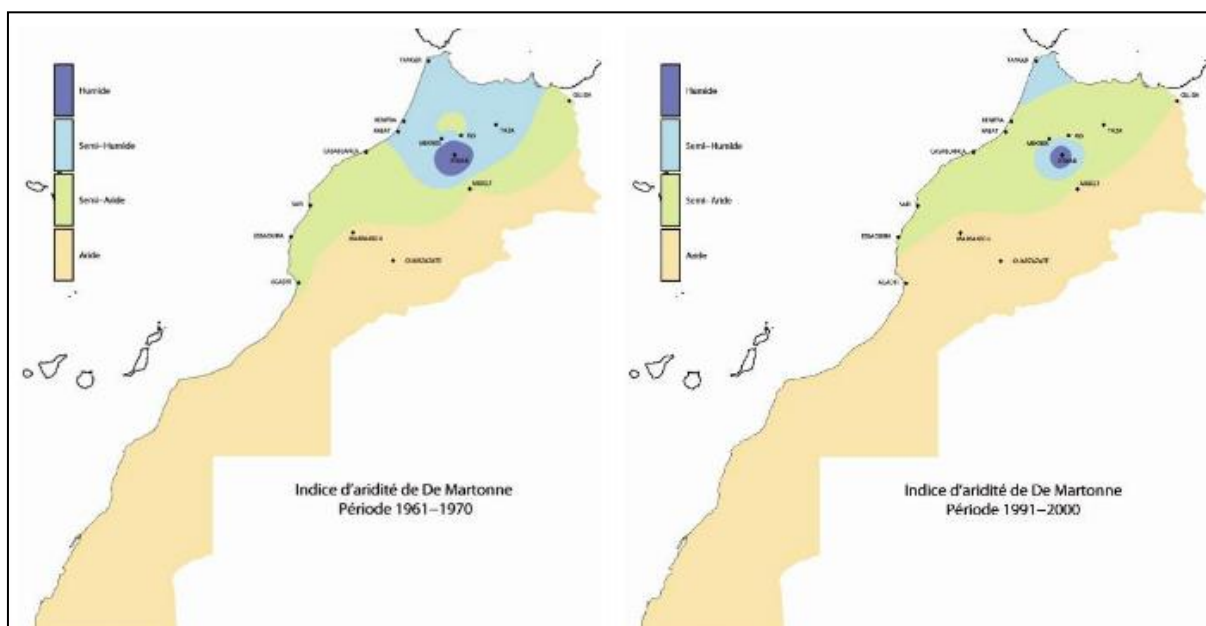 Humide
Semi-Humide
Semi-Aride
Aride
TANGER
OUJDA
KENITRA
RABAT
FES
TAZA
MEKNES
CASABLANCA
IFRANE
MIDELT
SAFI
ESSAOUIRA
MARRAKECH
OUARZAZATE
AGADIR
Indice d'aridité de De Martonne
Période 1961–1970
Humide
Semi-Humide
Semi-Aride
Aride
TANGER
OUJDA
KENITRA
RABAT
FES
TAZA
MEKNES
CASABLANCA
IFRANE
MIDELT
SAFI
ESSAOUIRA
MARRAKECH
OUARZAZATE
AGADIR
Indice d'aridité de De Martonne
Période 1991–2000